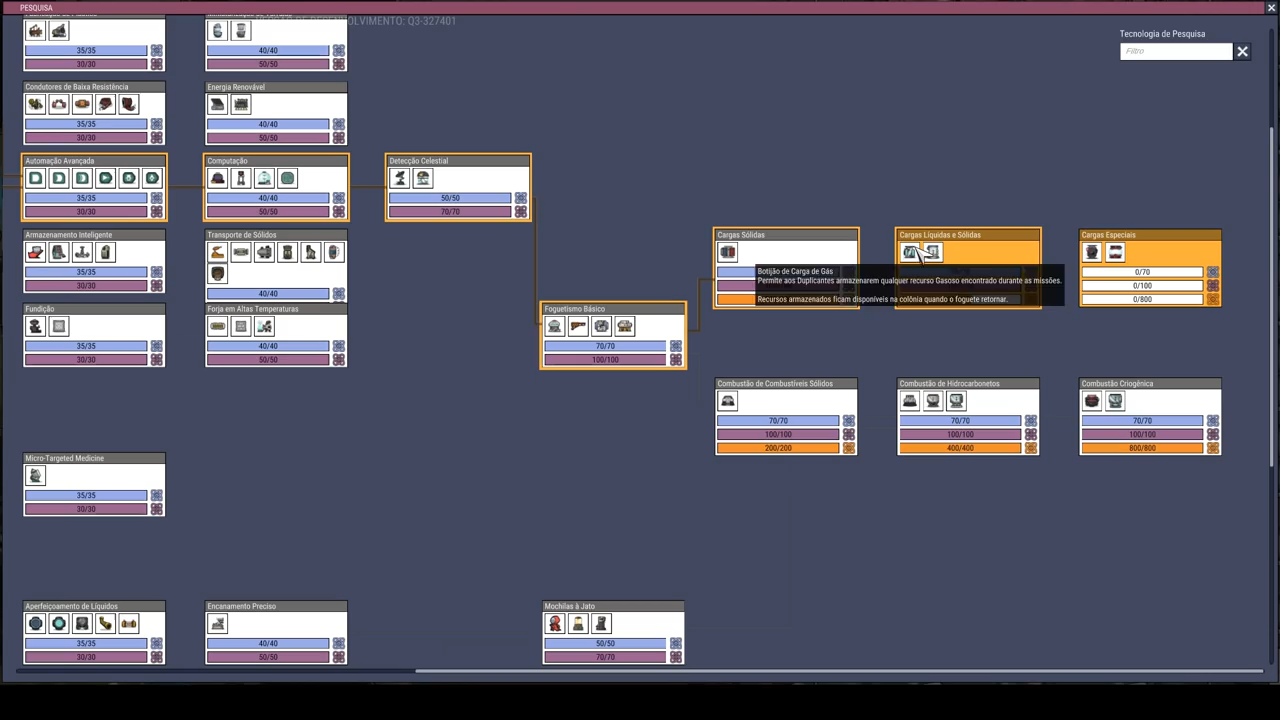 PESQUISA
OLVIMENTO: Q3-327401
Tecnologia de Pesquisa
Filtro
35/35
30/30
40/40
50/50
Condutores de Baixa Resistência
35/35
30/30
Energia Renovável
40/40
50/50
Automação Avançada
35/35
30/30
Computação
40/40
50/50
Detecção Celestial
50/50
70/70
Armazenamento Inteligente
35/35
30/30
Transporte de Sólidos
40/40
Cargas Sólidas
Cargas Líquidas e Sólidas
Cargas Especiais
0/70
0/100
0/800
Botijão de Carga de Gás
Permite aos Duplicantes armazenarem qualquer recurso Gasoso encontrado durante as missões.
Recursos armazenados ficam disponíveis na colônia quando o foguete retornar.
Fundição
35/35
30/30
Forja em Altas Temperaturas
40/40
50/50
Foguetismo Básico
70/70
100/100
Combustão de Combustíveis Sólidos
70/70
100/100
200/200
Combustão de Hidrocarbonetos
70/70
100/100
400/400
Combustão Criogênica
70/70
100/100
800/800
Micro-Targeted Medicine
35/35
30/30
Aperfeiçoamento de Líquidos
35/35
30/30
Encanamento Preciso
40/40
50/50
Mochilas à Jato
50/50
70/70